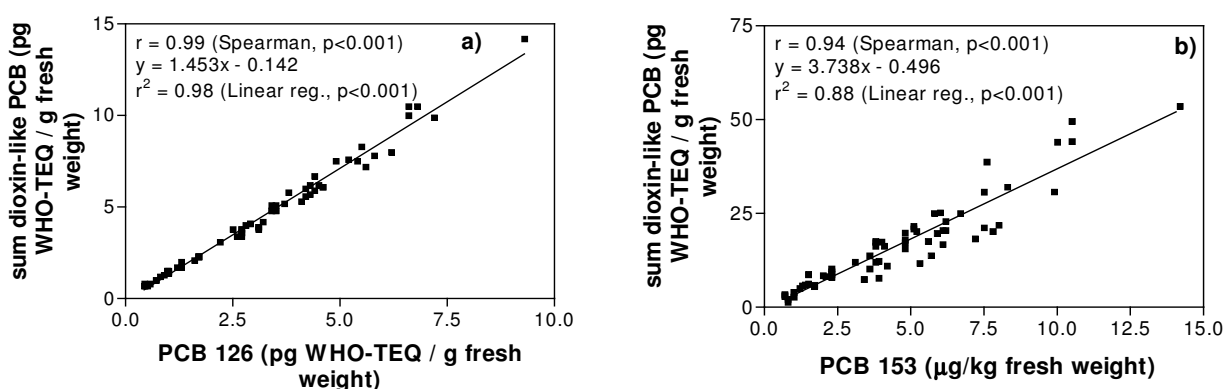 sum dioxin-like PCB (pg
WHO-TEQ / g fresh
weight)
15
10
5
0
r = 0.99 (Spearman, p<0.001)
y = 1.453x - 0.142
r² = 0.98 (Linear reg., p<0.001)
a)
0.0 2.5 5.0 7.5 10.0
PCB 126 (pg WHO-TEQ / g fresh
weight)
sum dioxin-like PCB (pg
WHO-TEQ / g fresh
weight)
75
50
25
0
r = 0.94 (Spearman, p<0.001)
y = 3.738x - 0.496
r² = 0.88 (Linear reg., p<0.001)
b)
0.0 2.5 5.0 7.5 10.0 12.5 15.0
PCB 153 (µg/kg fresh weight)